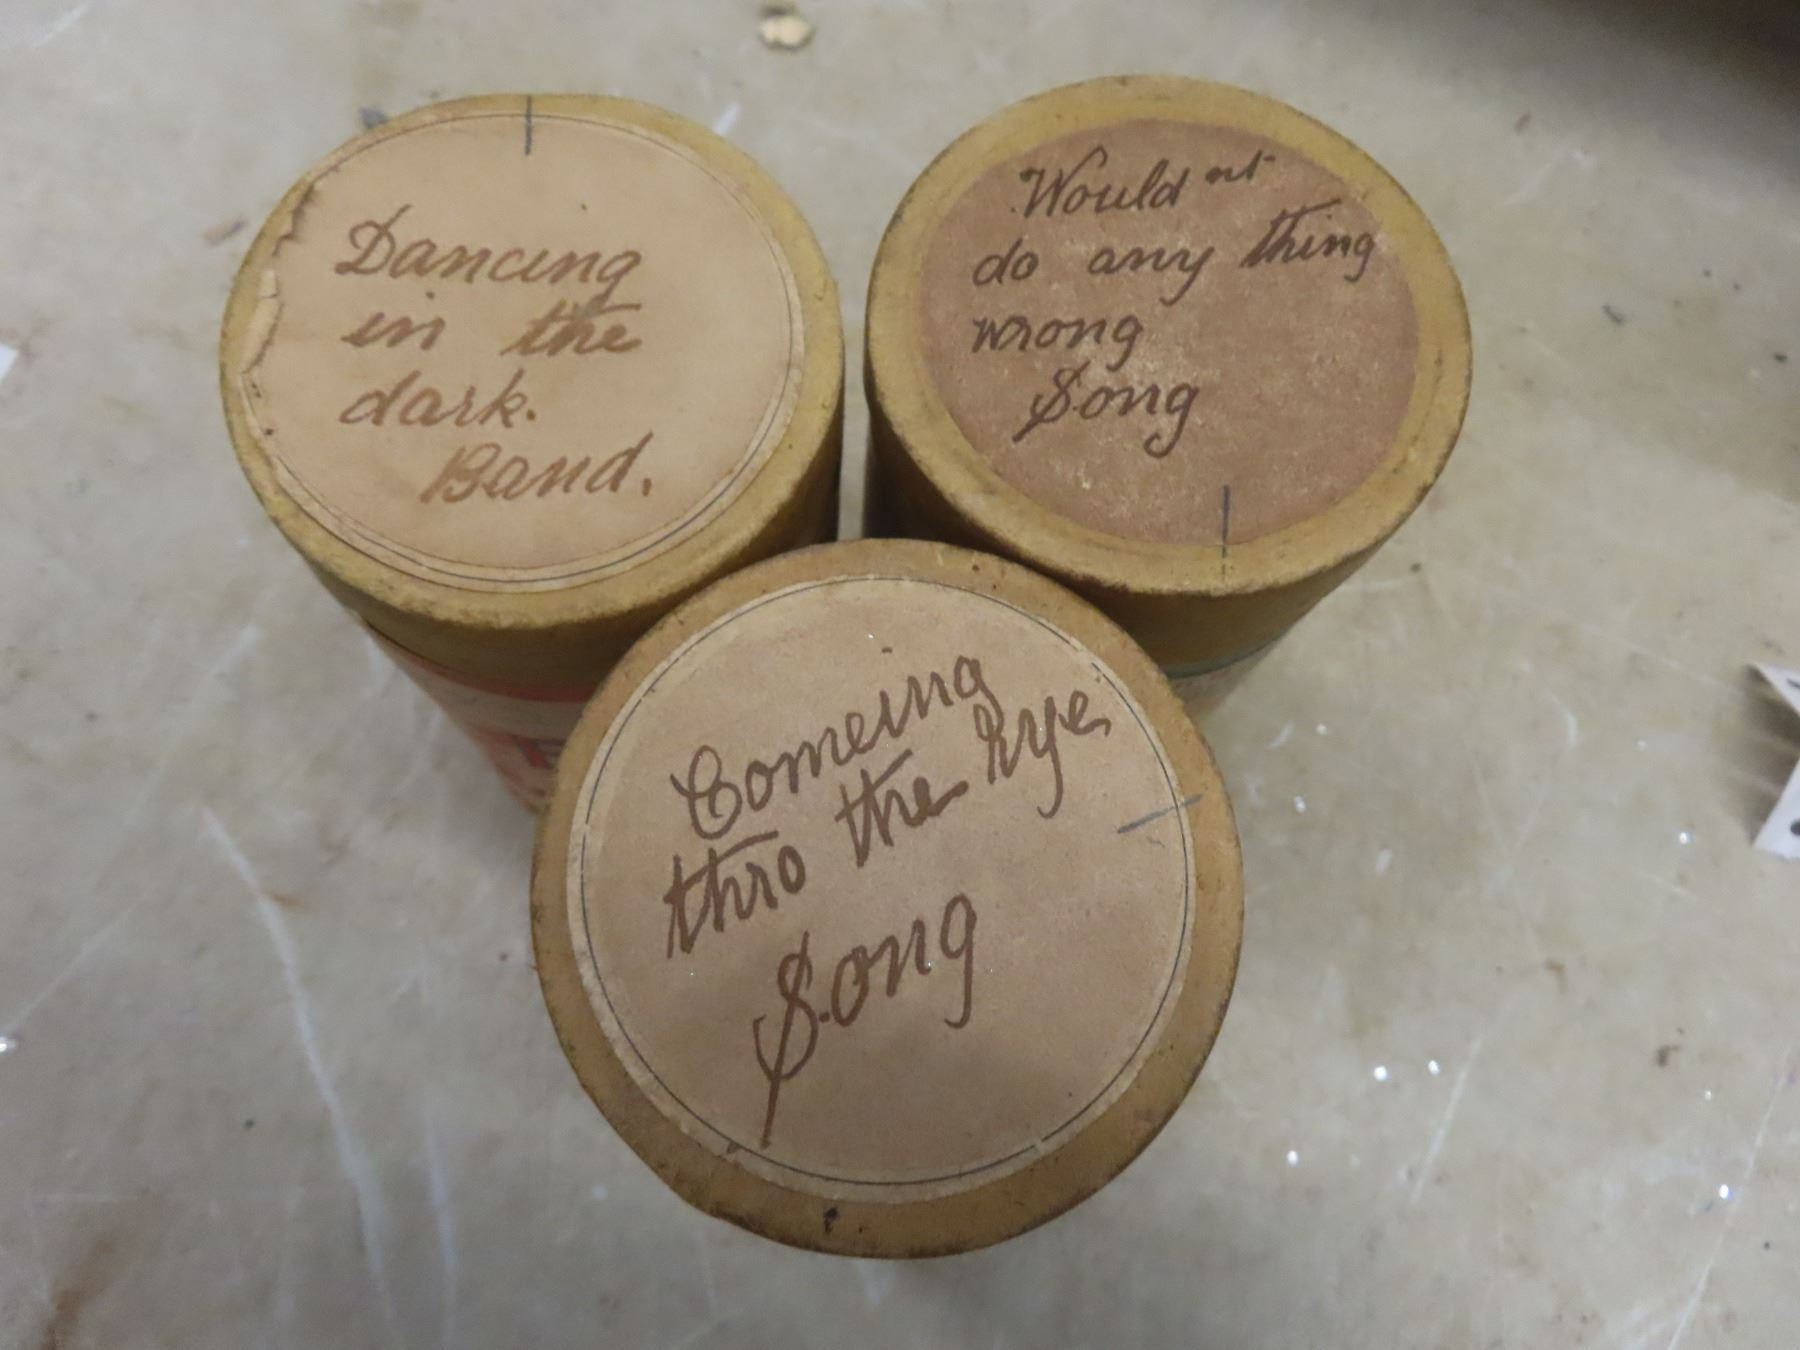 Dancing
in the
dark.
Band.
Would nt
do any thing
wrong
Song
Comeing
thro the rye
Song